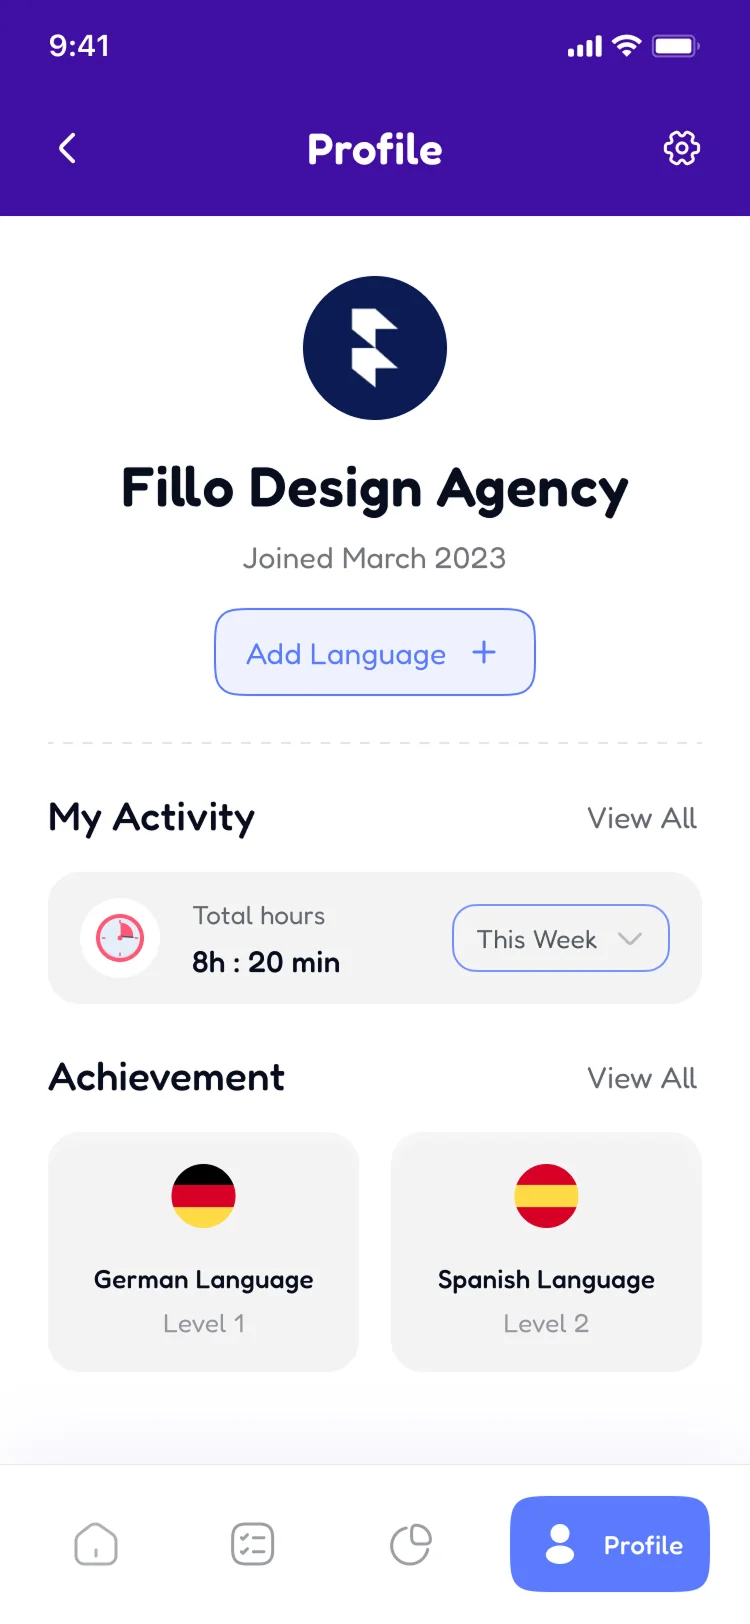 9:41
Profile
Fillo Design Agency
Joined March 2023
Add Language +
My Activity
View All
Total hours
8h : 20 min
This Week
Achievement
View All
German Language
Level 1
Spanish Language
Level 2
Profile